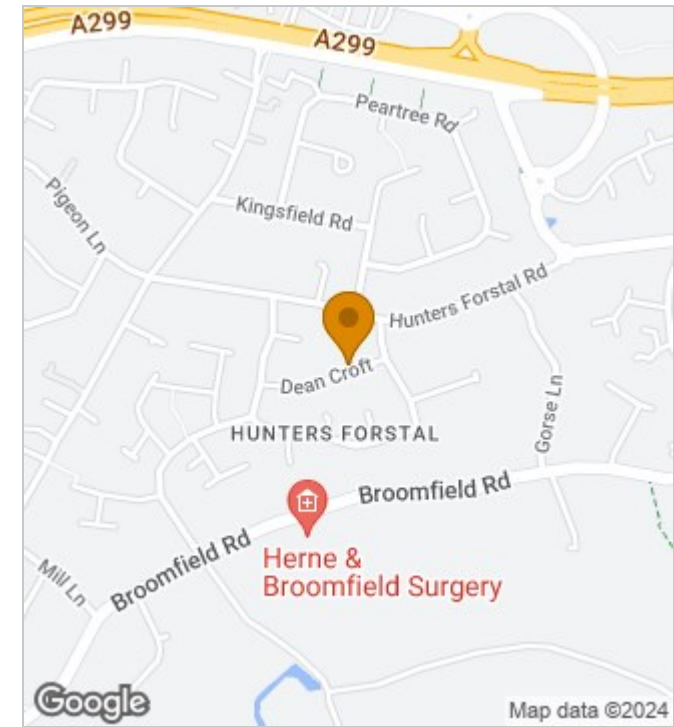 A299
A299
Peartree Rd
Pigeon Ln
Kingsfield Rd
Hunters Forstal Rd
Dean Croft
Gorse Ln
HUNTERS FORSTAL
Broomfield Rd
Herne &
Broomfield Surgery
Broomfield Rd
Mill Ln
Google
Map data ©2024